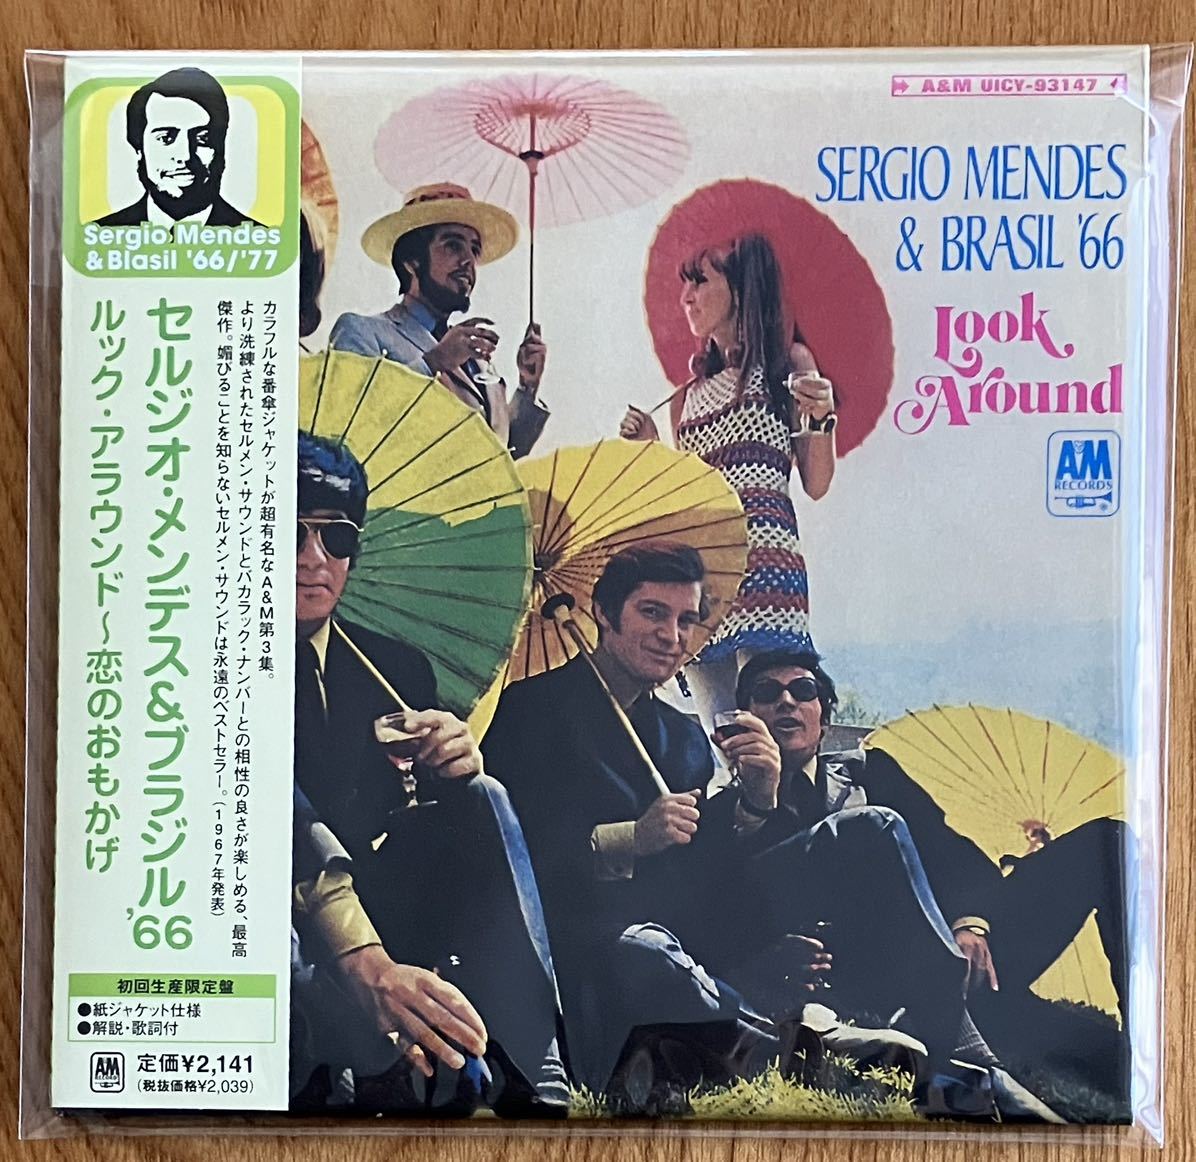 Sergio Mendes
& Blasil '66/'77
セルジオ・メンデス&ブラジル'66
ルック・アラウンド~恋のおもかげ
カラフルな番傘ジャケットが超有名なA&M第3集。
より洗練されたセルメン・サウンドとバカラック・ナンバーとの相性の良さが楽しめる、最高
傑作。媚びることを知らないセルメン・サウンドは永遠のベストセラー。(1967年発表)
初回生産限定盤
●紙ジャケット仕様
●解説・歌詞付
A&M
RECORDS
定価¥2,141
(税抜価格¥2,039)
A&M UICY-93147
SERGIO MENDES
& BRASIL '66
Look
Around
A&M
RECORDS
®